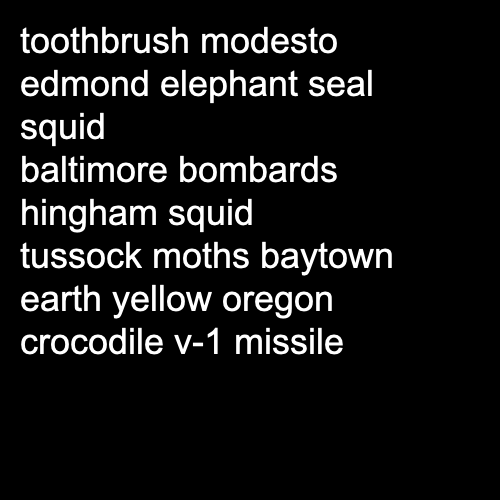 toothbrush modesto
edmond elephant seal
squid
baltimore bombards
hingham squid
tussock moths baytown
earth yellow oregon
crocodile v-1 missile